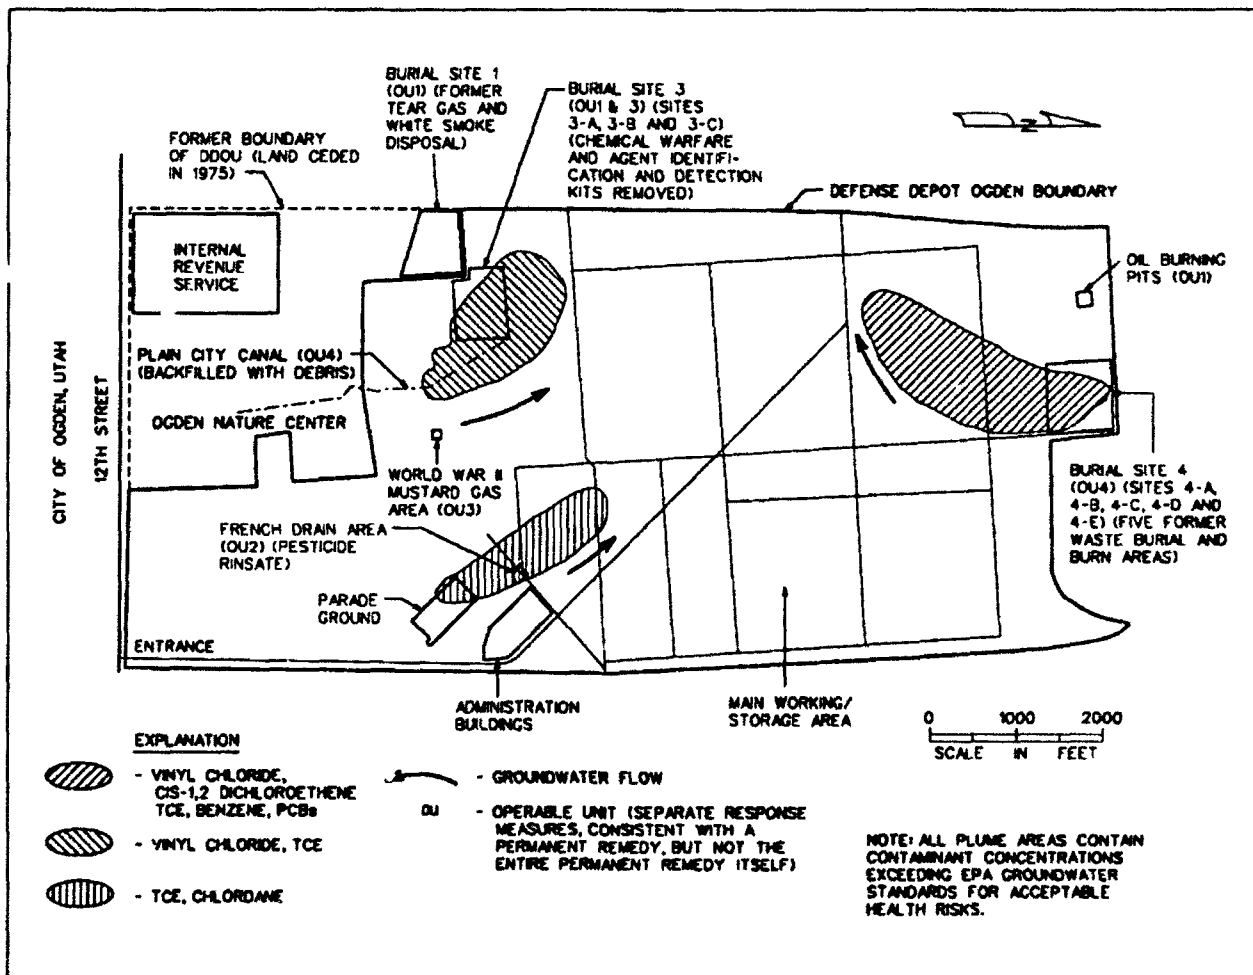 BURIAL SITE 1
(OU1) (FORMER
TEAR GAS AND
WHITE SMOKE
DISPOSAL)
BURIAL SITE 3
(OU1 & 3) (SITES
3-A, 3-B AND 3-C)
(CHEMICAL WARFARE
AND AGENT IDENTIFI-
CATION AND DETECTION
KITS REMOVED)
N
FORMER BOUNDARY
OF DDOU (LAND CEDED
IN 1975)
DEFENSE DEPOT OGDEN BOUNDARY
INTERNAL
REVENUE
SERVICE
OIL BURNING
PITS (OU1)
PLAIN CITY CANAL (OU4)
(BACKFILLED WITH DEBRIS)
OGDEN NATURE CENTER
CITY OF OGDEN, UTAH
12TH STREET
WORLD WAR II
MUSTARD GAS
AREA (OU3)
FRENCH DRAIN AREA
(OU2) (PESTICIDE
RINSATE)
BURIAL SITE 4
(OU4) (SITES 4-A,
4-B, 4-C, 4-D AND
4-E) (FIVE FORMER
WASTE BURIAL AND
BURN AREAS)
PARADE
GROUND
ENTRANCE
ADMINISTRATION
BUILDINGS
MAIN WORKING/
STORAGE AREA
0 1000 2000
SCALE IN FEET
EXPLANATION
- VINYL CHLORIDE,
CIS-1,2 DICHLOROETHENE
TCE, BENZENE, PCBs
- VINYL CHLORIDE, TCE
- TCE, CHLORDANE
- GROUNDWATER FLOW
OU - OPERABLE UNIT (SEPARATE RESPONSE
MEASURES, CONSISTENT WITH A
PERMANENT REMEDY, BUT NOT THE
ENTIRE PERMANENT REMEDY ITSELF)
NOTE: ALL PLUME AREAS CONTAIN
CONTAMINANT CONCENTRATIONS
EXCEEDING EPA GROUNDWATER
STANDARDS FOR ACCEPTABLE
HEALTH RISKS.